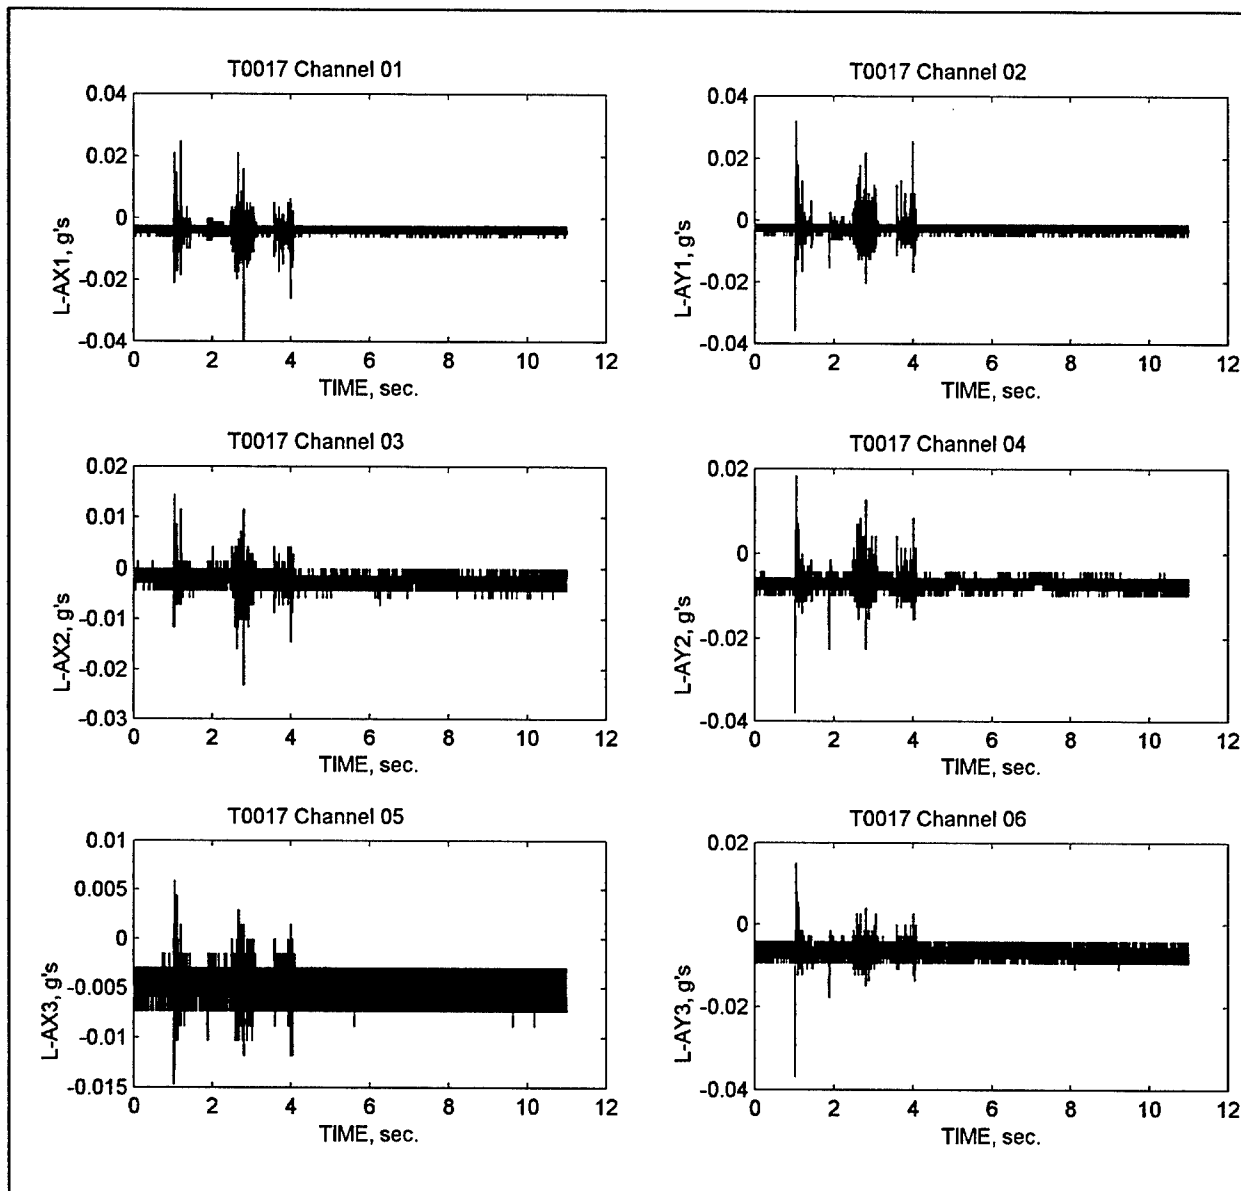 T0017 Channel 01
L-AX1, g's
0.04
0.02
0
-0.02
-0.04
0 2 4 6 8 10 12
TIME, sec.
T0017 Channel 02
L-AY1, g's
0.04
0.02
0
-0.02
-0.04
0 2 4 6 8 10 12
TIME, sec.
T0017 Channel 03
L-AX2, g's
0.02
0.01
0
-0.01
-0.02
-0.03
0 2 4 6 8 10 12
TIME, sec.
T0017 Channel 04
L-AY2, g's
0.02
0
-0.02
-0.04
0 2 4 6 8 10 12
TIME, sec.
T0017 Channel 05
L-AX3, g's
0.01
0.005
0
-0.005
-0.01
-0.015
0 2 4 6 8 10 12
TIME, sec.
T0017 Channel 06
L-AY3, g's
0.02
0
-0.02
-0.04
0 2 4 6 8 10 12
TIME, sec.